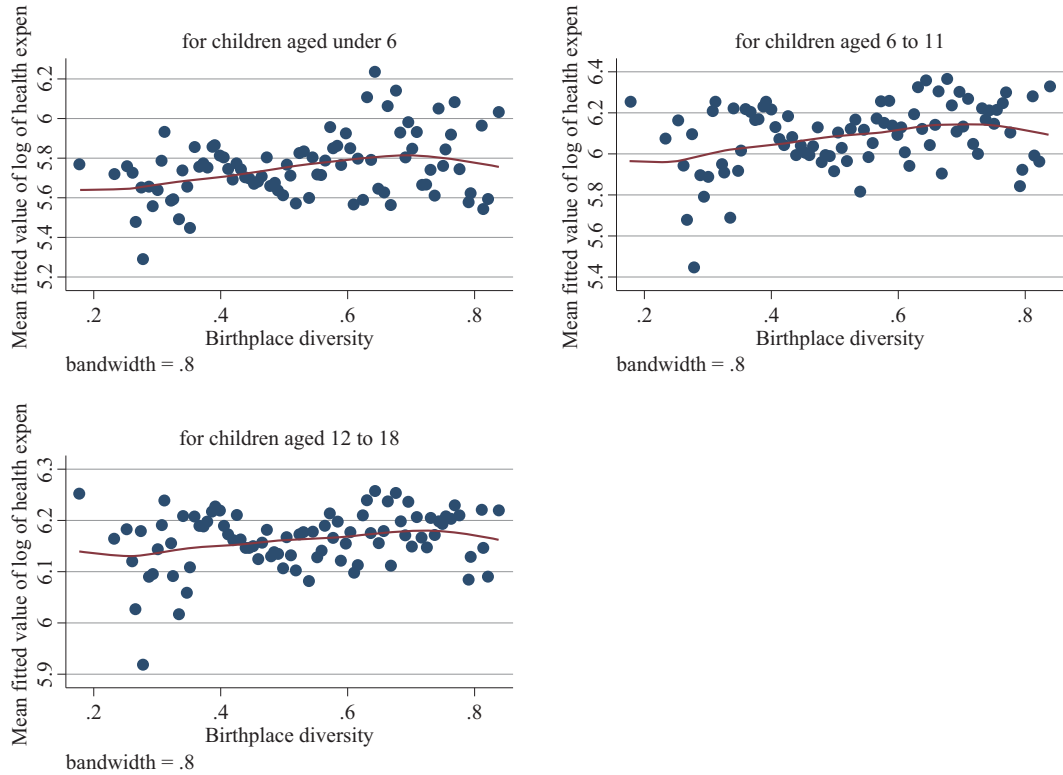 for children aged under 6
Mean fitted value of log of health expen
6.2
6
5.8
5.6
5.4
5.2
.2 .4 .6 .8
Birthplace diversity
bandwidth = .8
for children aged 6 to 11
Mean fitted value of log of health expen
6.4
6.2
6
5.8
5.6
5.4
.2 .4 .6 .8
Birthplace diversity
bandwidth = .8
for children aged 12 to 18
Mean fitted value of log of health expen
6.3
6.2
6.1
6
5.9
.2 .4 .6 .8
Birthplace diversity
bandwidth = .8